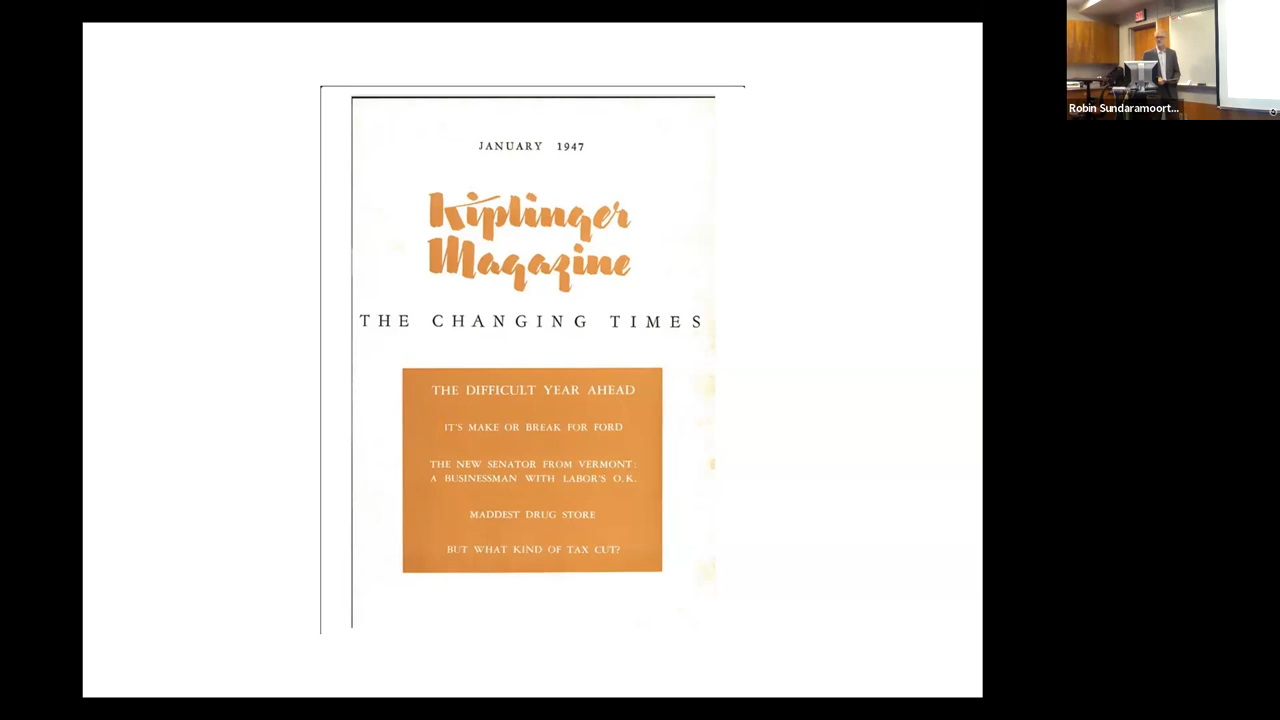 JANUARY 1947
Kiplinger
Magazine
THE CHANGING TIMES
THE DIFFICULT YEAR AHEAD
IT'S MAKE OR BREAK FOR FORD
THE NEW SENATOR FROM VERMONT:
A BUSINESSMAN WITH LABOR'S O.K.
MADDEST DRUG STORE
BUT WHAT KIND OF TAX CUT?
Robin Sundaramoort...